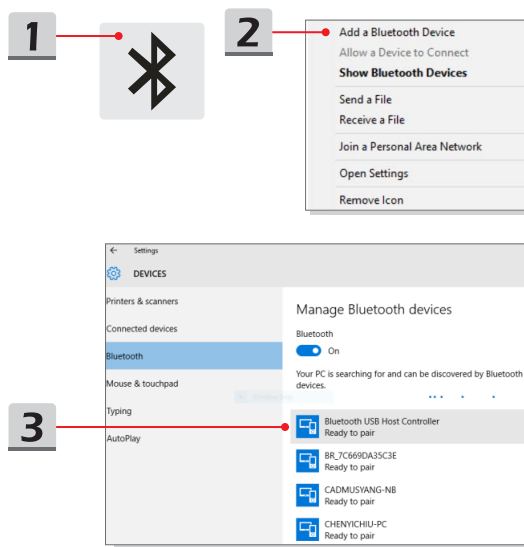 1
2
Add a Bluetooth Device
Allow a Device to Connect
Show Bluetooth Devices
Send a File
Receive a File
Join a Personal Area Network
Open Settings
Remove Icon
← Settings
DEVICES
Printers & scanners
Connected devices
Bluetooth
Mouse & touchpad
Typing
AutoPlay
Manage Bluetooth devices
Bluetooth
On
Your PC is searching for and can be discovered by Bluetooth
devices.
3
Bluetooth USB Host Controller
Ready to pair
BR_7C669DA35C3E
Ready to pair
CADMUSYANG-NB
Ready to pair
CHENYICHIU-PC
Ready to pair